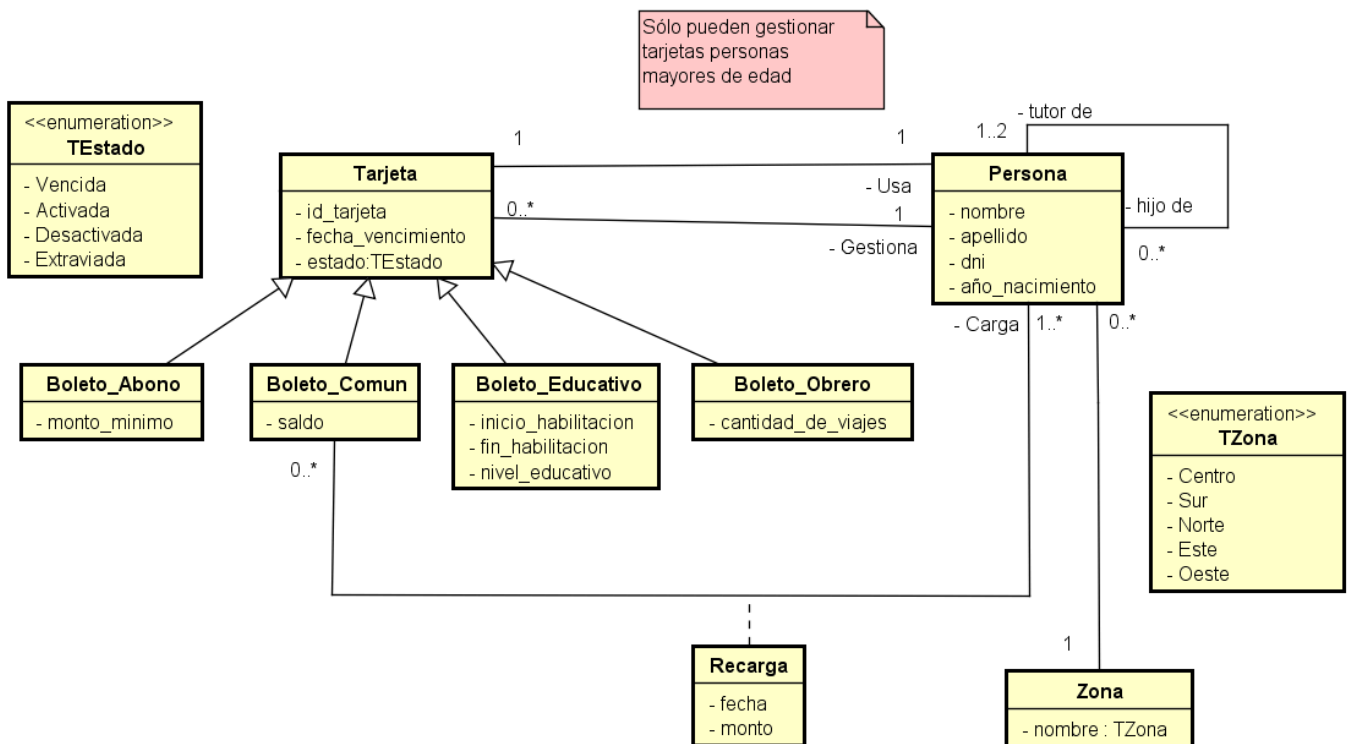 Sólo pueden gestionar
tarjetas personas
mayores de edad
<<enumeration>>
TEstado
- Vencida
- Activada
- Desactivada
- Extraviada
1
1
1..2
- tutor de
Tarjeta
- id_tarjeta
- fecha_vencimiento
- estado:TEstado
- Usa
0..*
1
- Gestiona
Persona
- nombre
- apellido
- dni
- año_nacimiento
- hijo de
0..*
- Carga
1..*
0..*
Boleto_Abono
- monto_minimo
Boleto_Comun
- saldo
0..*
Boleto_Educativo
- inicio_habilitacion
- fin_habilitacion
- nivel_educativo
Boleto_Obrero
- cantidad_de_viajes
<<enumeration>>
TZona
- Centro
- Sur
- Norte
- Este
- Oeste
Recarga
- fecha
- monto
1
Zona
- nombre : TZona